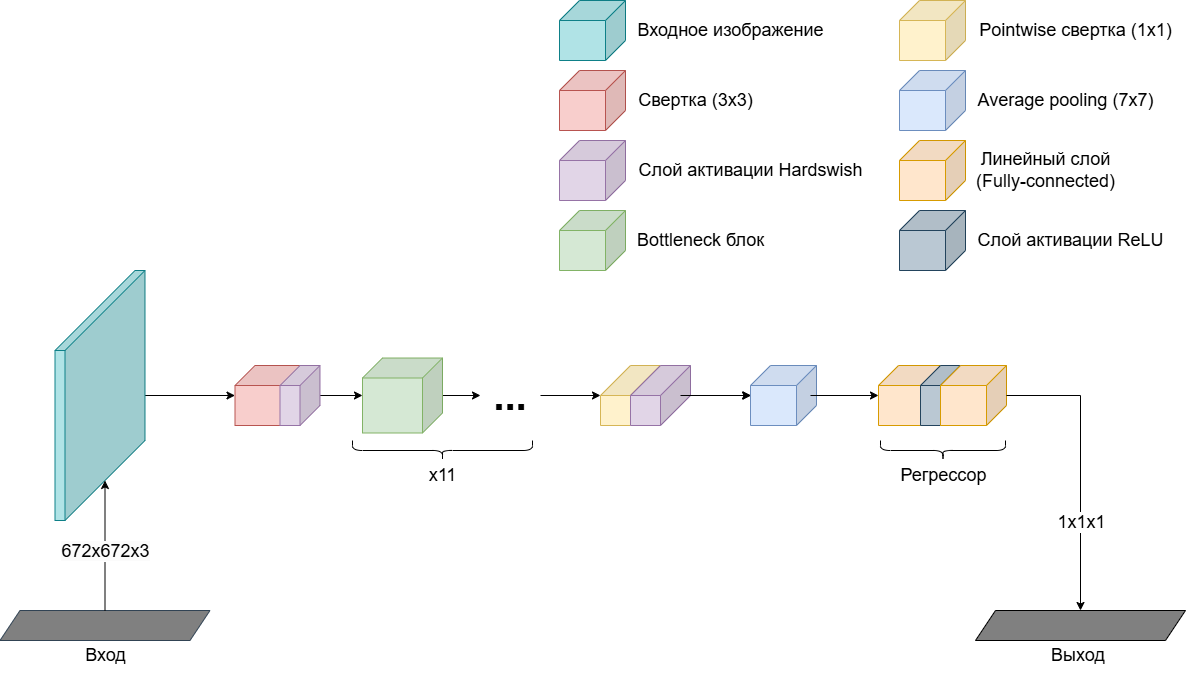 Входное изображение
Pointwise свертка (1x1)
Свертка (3x3)
Average pooling (7x7)
Слой активации Hardswish
Линейный слой
(Fully-connected)
Bottleneck блок
Слой активации ReLU
...
x11
Регрессор
1x1x1
672x672x3
Вход
Выход